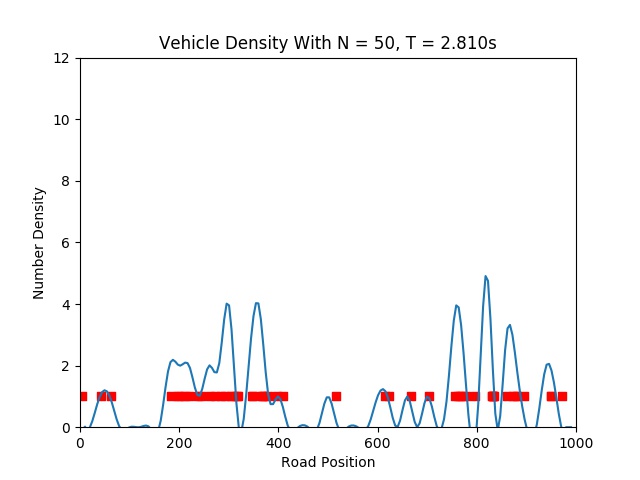 Vehicle Density With N = 50, T = 2.810s
12
10
8
6
4
2
0
Number Density
0 200 400 600 800 1000
Road Position